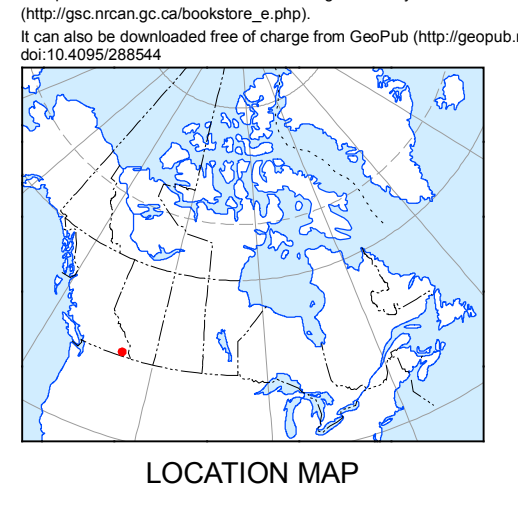 (http://gsc.nrcan.gc.ca/bookstore_e.php).
It can also be downloaded free of charge from GeoPub (http://geopub.
doi:10.4095/288544
LOCATION MAP